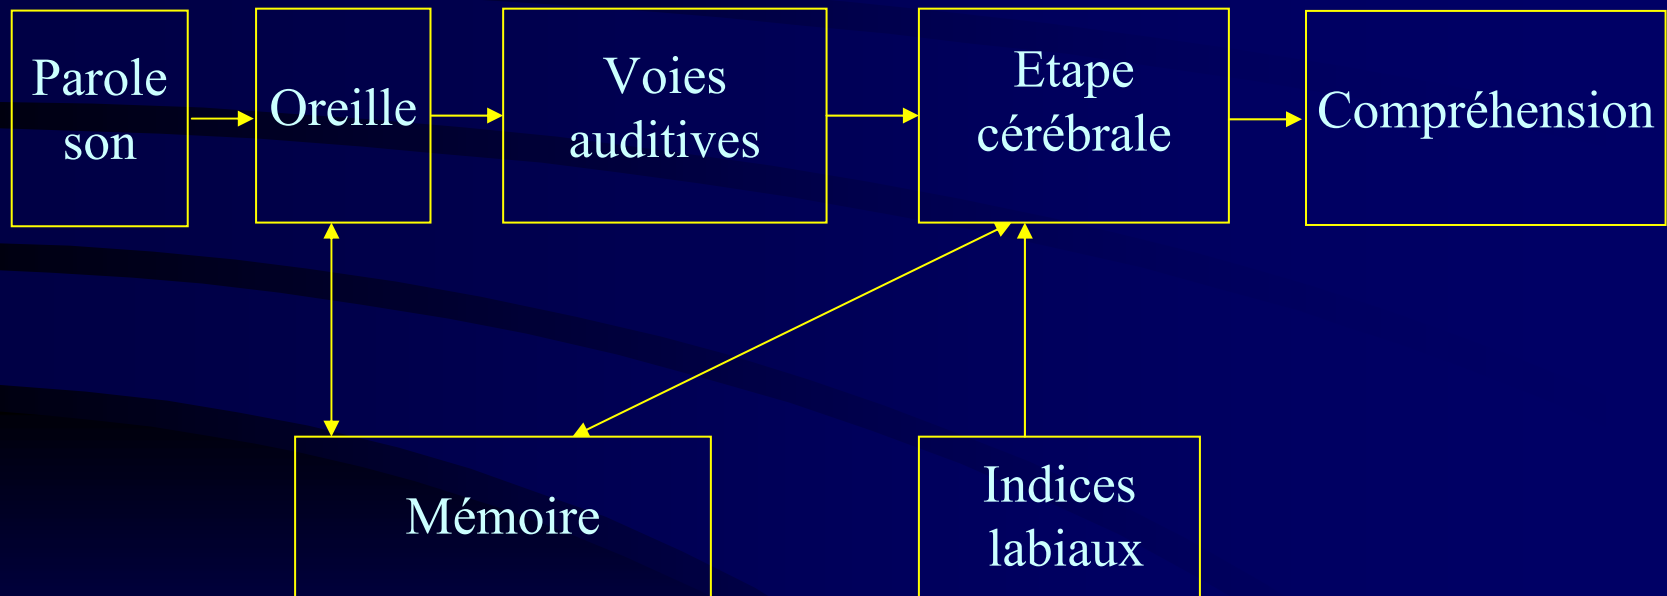 Parole
son
Oreille
Voies
auditives
Etape
cérébrale
Compréhension
Mémoire
Indices
labiaux